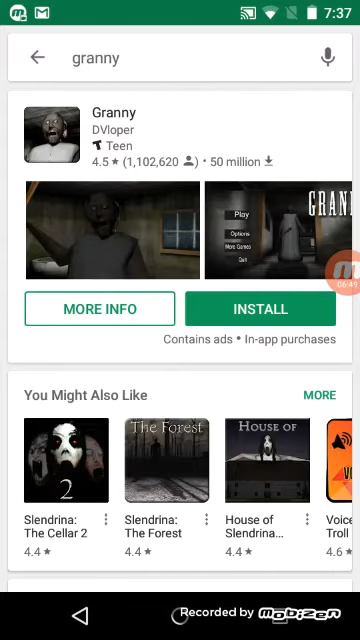 7:37
granny
Granny
DVloper
Teen
4.5 ★ (1,102,620) • 50 million
Play
Options
More Games
Quit
GRAN
06:49
MORE INFO
INSTALL
Contains ads • In-app purchases
You Might Also Like
MORE
2
The Forest
HOUSE OF
Slendrina: The Cellar 2
4.4 ★
Slendrina: The Forest
4.4 ★
House of Slendrina...
4.4 ★
Voice
Troll
4.6 ★
Recorded by mobizen